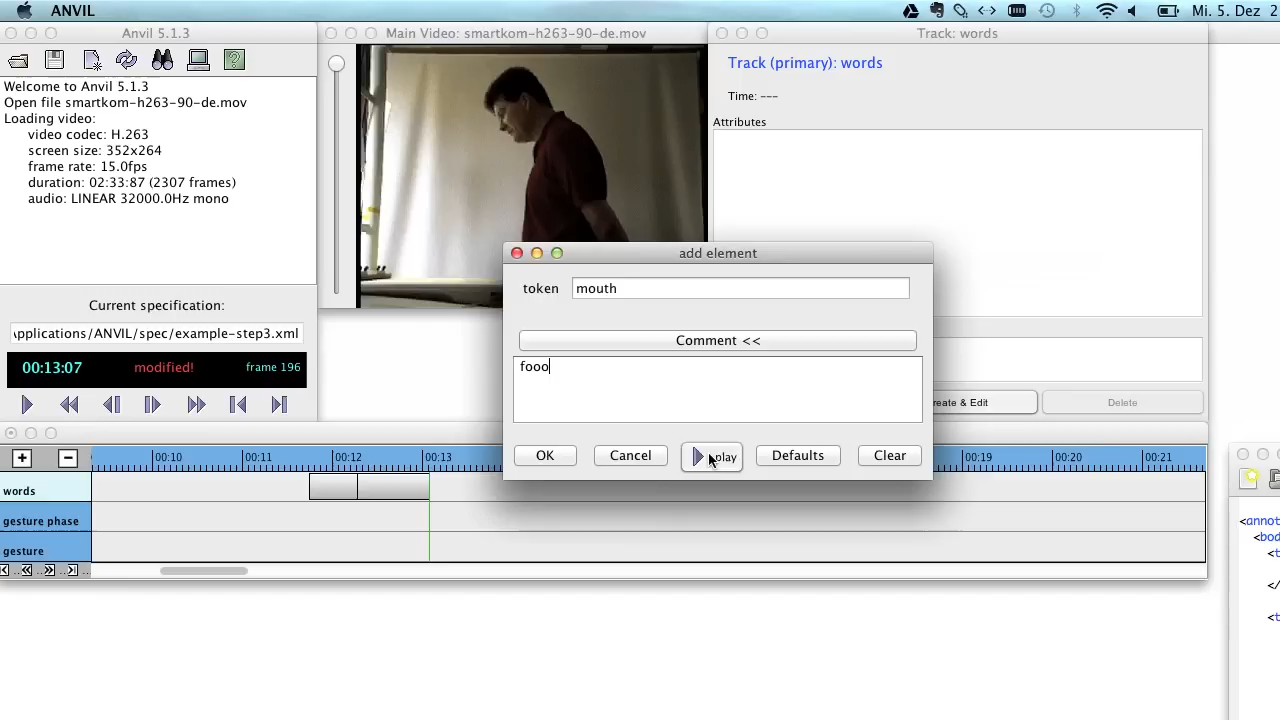 ANVIL
Mi. 5. Dez 2
Anvil 5.1.3
Main Video: smartkom-h263-90-de.mov
Track: words
Welcome to Anvil 5.1.3
Open file smartkom-h263-90-de.mov
Loading video:
video codec: H.263
screen size: 352x264
frame rate: 15.0fps
duration: 02:33:87 (2307 frames)
audio: LINEAR 32000.0Hz mono
Track (primary): words
Time: ---
Attributes
add element
token mouth
Comment <<
fooo
OK Cancel Defaults Clear
Current specification:
pplications/ANVIL/spec/example-step3.xml
00:13:07 modified! frame 196
reate & Edit Delete
+ − 00:10 00:11 00:12 00:13 00:19 00:20 00:21
words
gesture phase
gesture
<annot
<boc
<t
</
<t